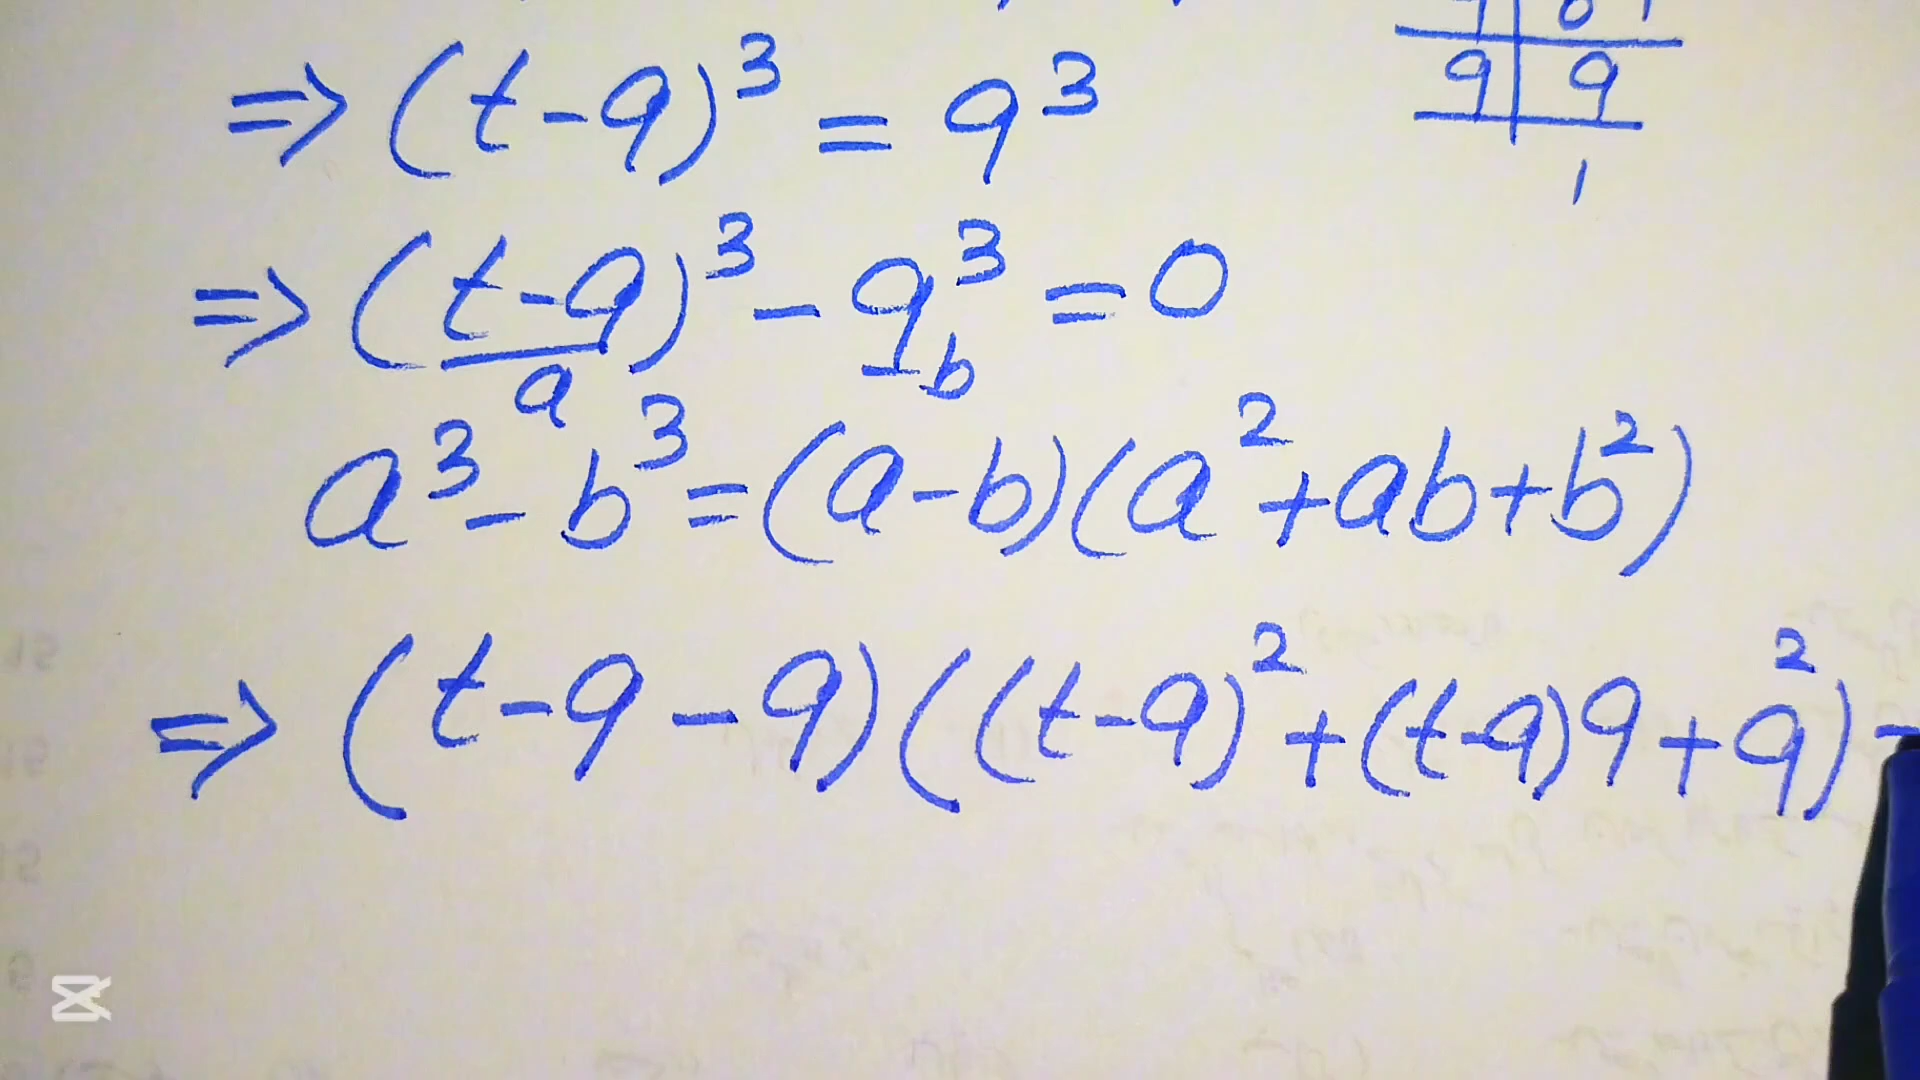 ⇒ (t-9)³ = 9³
9 | 9
1
⇒ (t-9)³ - 9³ = 0
a b
a³ - b³ = (a-b)(a²+ab+b²)
⇒ (t-9-9)((t-9)²+(t-9)9+9²)